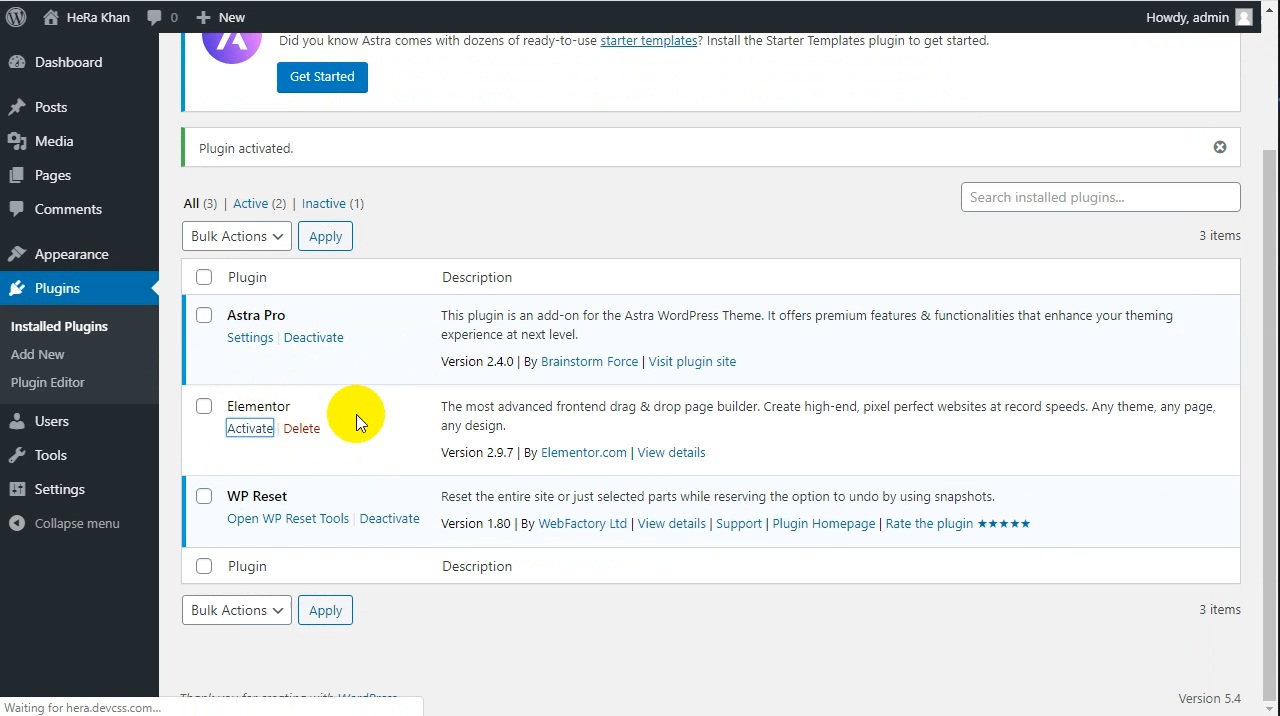 HeRa Khan 0 New Howdy, admin
Dashboard
Posts
Media
Pages
Comments
Appearance
Plugins
Installed Plugins
Add New
Plugin Editor
Users
Tools
Settings
Collapse menu
Did you know Astra comes with dozens of ready-to-use starter templates? Install the Starter Templates plugin to get started.
Get Started
Plugin activated.
All (3) | Active (2) | Inactive (1)
Search installed plugins...
Bulk Actions Apply
3 items
Plugin Description
Astra Pro
Settings | Deactivate
This plugin is an add-on for the Astra WordPress Theme. It offers premium features & functionalities that enhance your theming
experience at next level.
Version 2.4.0 | By Brainstorm Force | Visit plugin site
Elementor
Activate | Delete
The most advanced frontend drag & drop page builder. Create high-end, pixel perfect websites at record speeds. Any theme, any page,
any design.
Version 2.9.7 | By Elementor.com | View details
WP Reset
Open WP Reset Tools | Deactivate
Reset the entire site or just selected parts while reserving the option to undo by using snapshots.
Version 1.80 | By WebFactory Ltd | View details | Support | Plugin Homepage | Rate the plugin ★★★★★
Plugin Description
Bulk Actions Apply
3 items
Thank you for creating with WordPress.
Version 5.4
Waiting for hera.devcss.com...